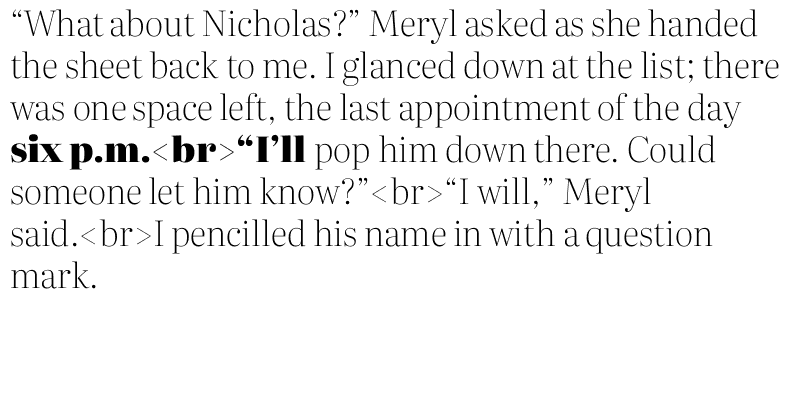 “What about Nicholas?” Meryl asked as she handed
the sheet back to me. I glanced down at the list; there
was one space left, the last appointment of the day
six p.m.<br>“I’ll pop him down there. Could
someone let him know?”<br>“I will,” Meryl
said.<br>I pencilled his name in with a question
mark.